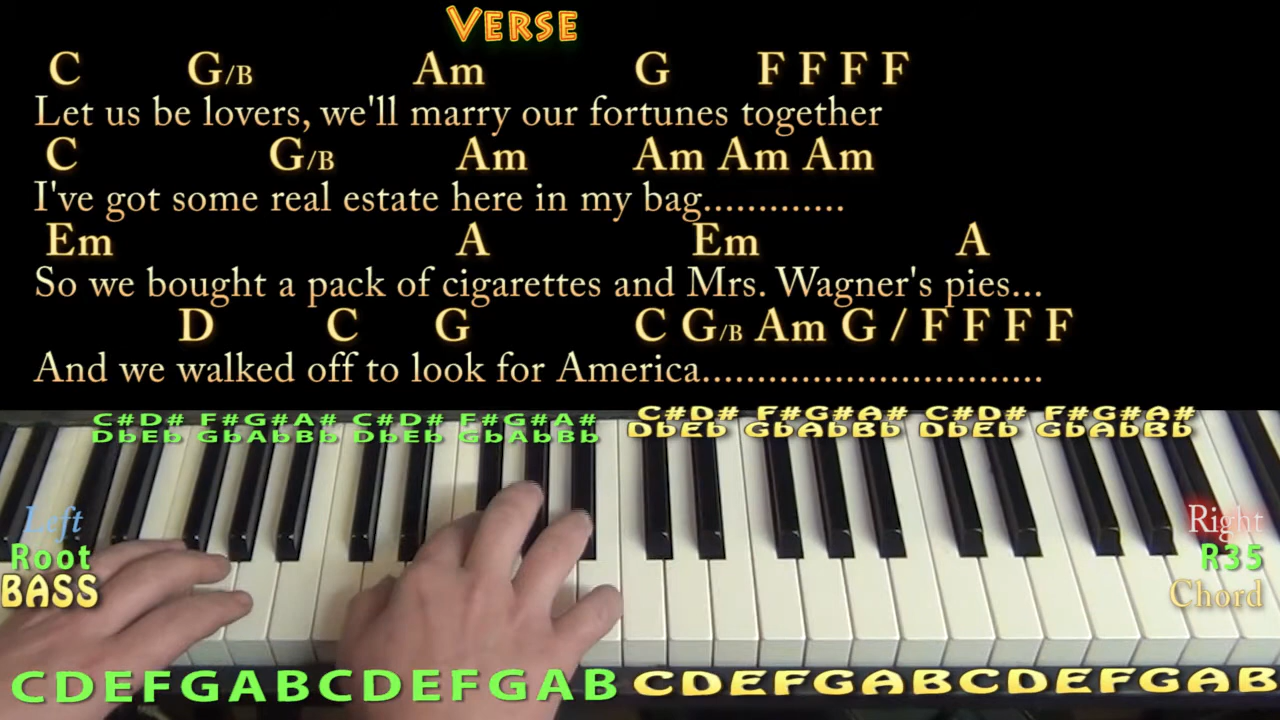 VERSE
C G/B Am G F F F F
Let us be lovers, we'll marry our fortunes together
C G/B Am Am Am Am
I've got some real estate here in my bag.............
Em A Em A
So we bought a pack of cigarettes and Mrs. Wagner's pies...
D C G C G/B Am G / F F F F
And we walked off to look for America..............................
C#D# F#G#A# C#D# F#G#A# C#D# F#G#A# C#D# F#G#A#
DbEb GbAbBb DbEb GbAbBb DbEb GbAbBb DbEb GbAbBb
Left Right
Root R35
BASS Chord
CDEFGABCDEFGAB CDEFGABCDEFGAB